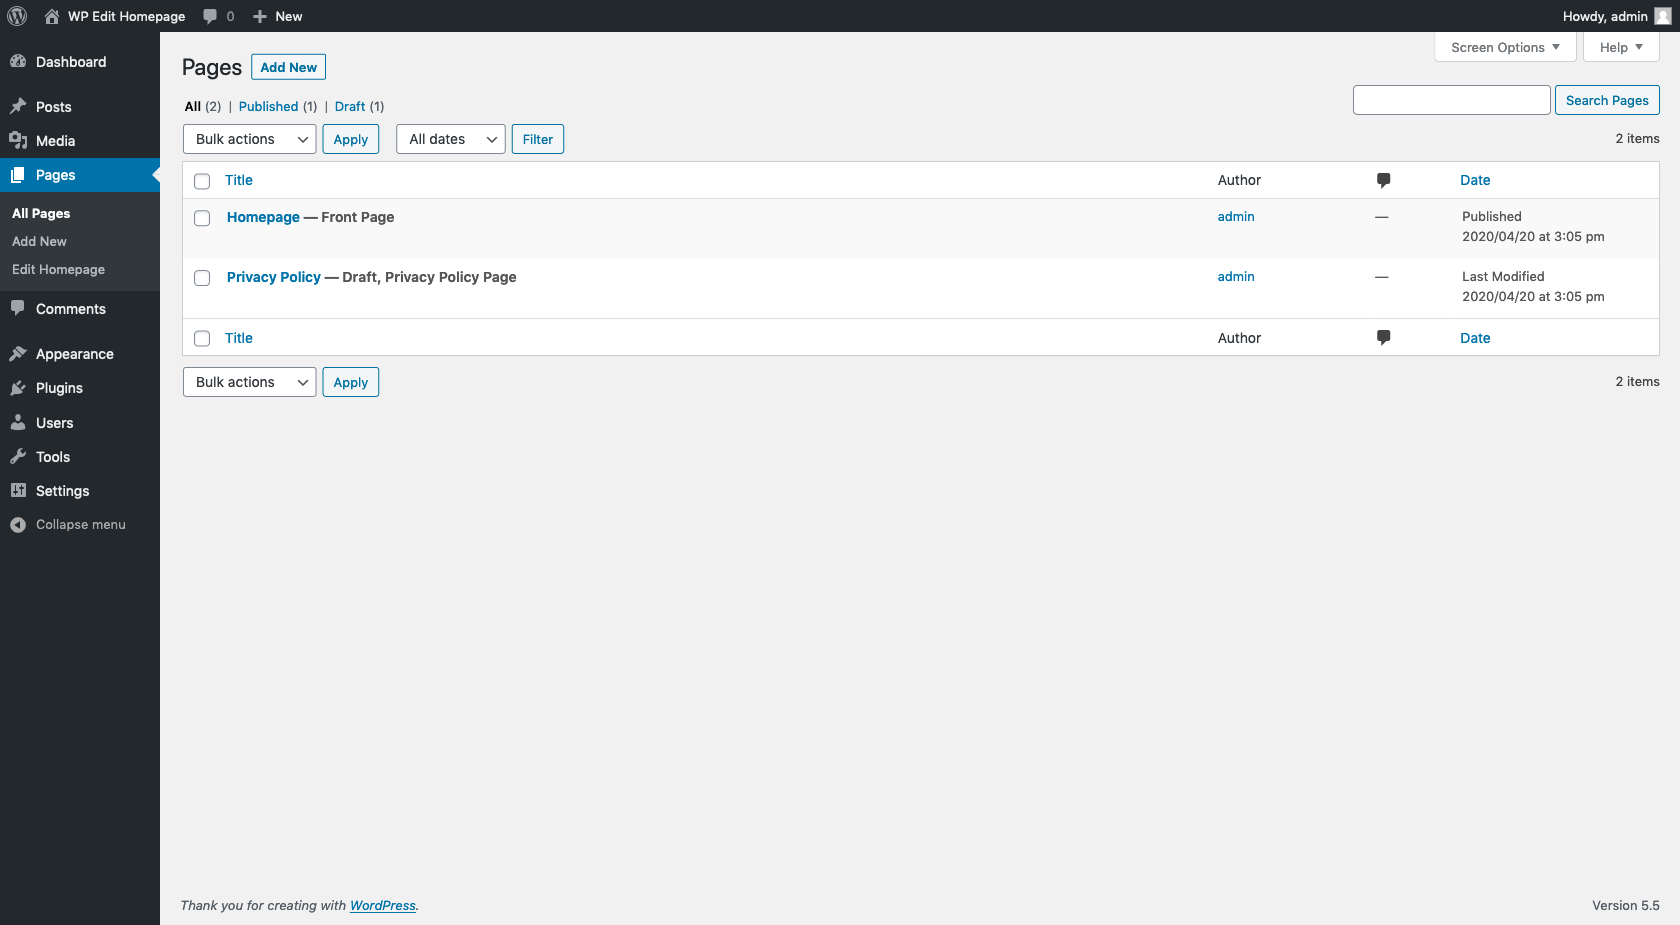 WP Edit Homepage 0 New Howdy, admin
Dashboard
Posts
Media
Pages
All Pages
Add New
Edit Homepage
Comments
Appearance
Plugins
Users
Tools
Settings
Collapse menu
Screen Options Help
Pages Add New
All (2) | Published (1) | Draft (1)
Search Pages
Bulk actions Apply All dates Filter 2 items
Title Author Date
Homepage — Front Page admin — Published
2020/04/20 at 3:05 pm
Privacy Policy — Draft, Privacy Policy Page admin — Last Modified
2020/04/20 at 3:05 pm
Title Author Date
Bulk actions Apply 2 items
Thank you for creating with WordPress. Version 5.5